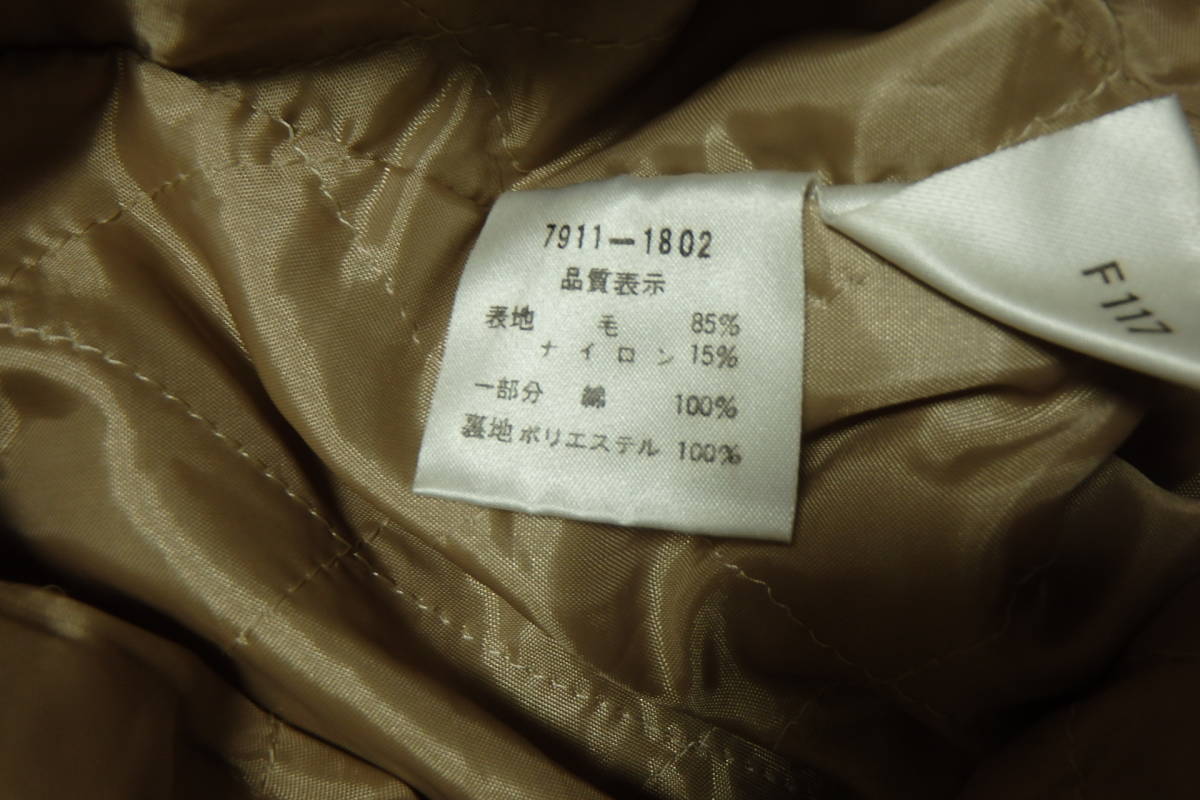 7911-1802
品質表示
表地 毛 85%
ナイロン 15%
一部分 綿 100%
裏地 ポリエステル 100%
F117